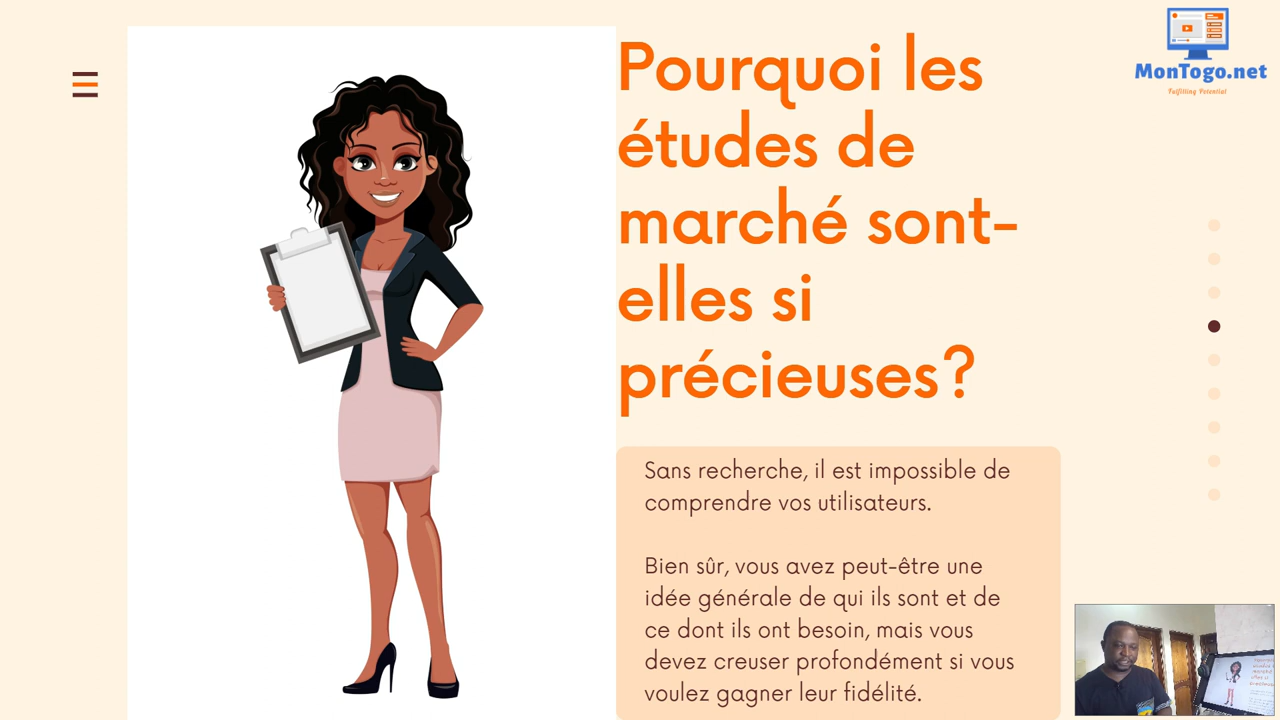 Pourquoi les
études de
marché sont-
elles si
précieuses?
MonTogo.net
Fulfilling Potential
Sans recherche, il est impossible de
comprendre vos utilisateurs.
Bien sûr, vous avez peut-être une
idée générale de qui ils sont et de
ce dont ils ont besoin, mais vous
devez creuser profondément si vous
voulez gagner leur fidélité.